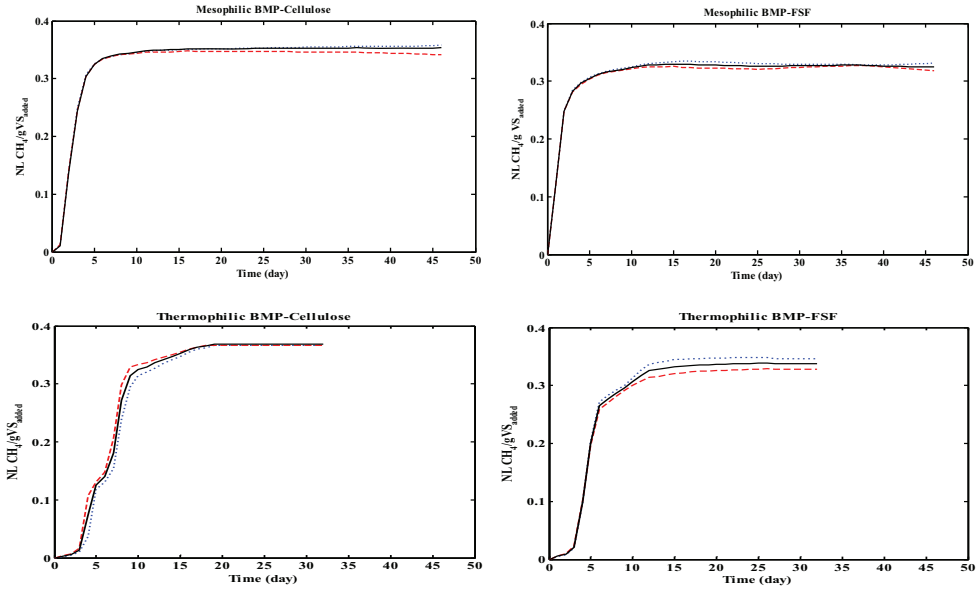 Mesophilic BMP-Cellulose
NL CH4/gVSadded
0.4
0.3
0.2
0.1
0
0 5 10 15 20 25 30 35 40 45 50
Time (day)
Mesophilic BMP-FSF
NL CH4/g VSadded
0.4
0.3
0.2
0.1
0
0 5 10 15 20 25 30 35 40 45 50
Time (day)
Thermophilic BMP-Cellulose
NL CH4/gVSadded
0.4
0.3
0.2
0.1
0
0 5 10 15 20 25 30 35 40 45 50
Time (day)
Thermophilic BMP-FSF
NL CH4/gVSadded
0.4
0.3
0.2
0.1
0
0 5 10 15 20 25 30 35 40 45 50
Time (day)